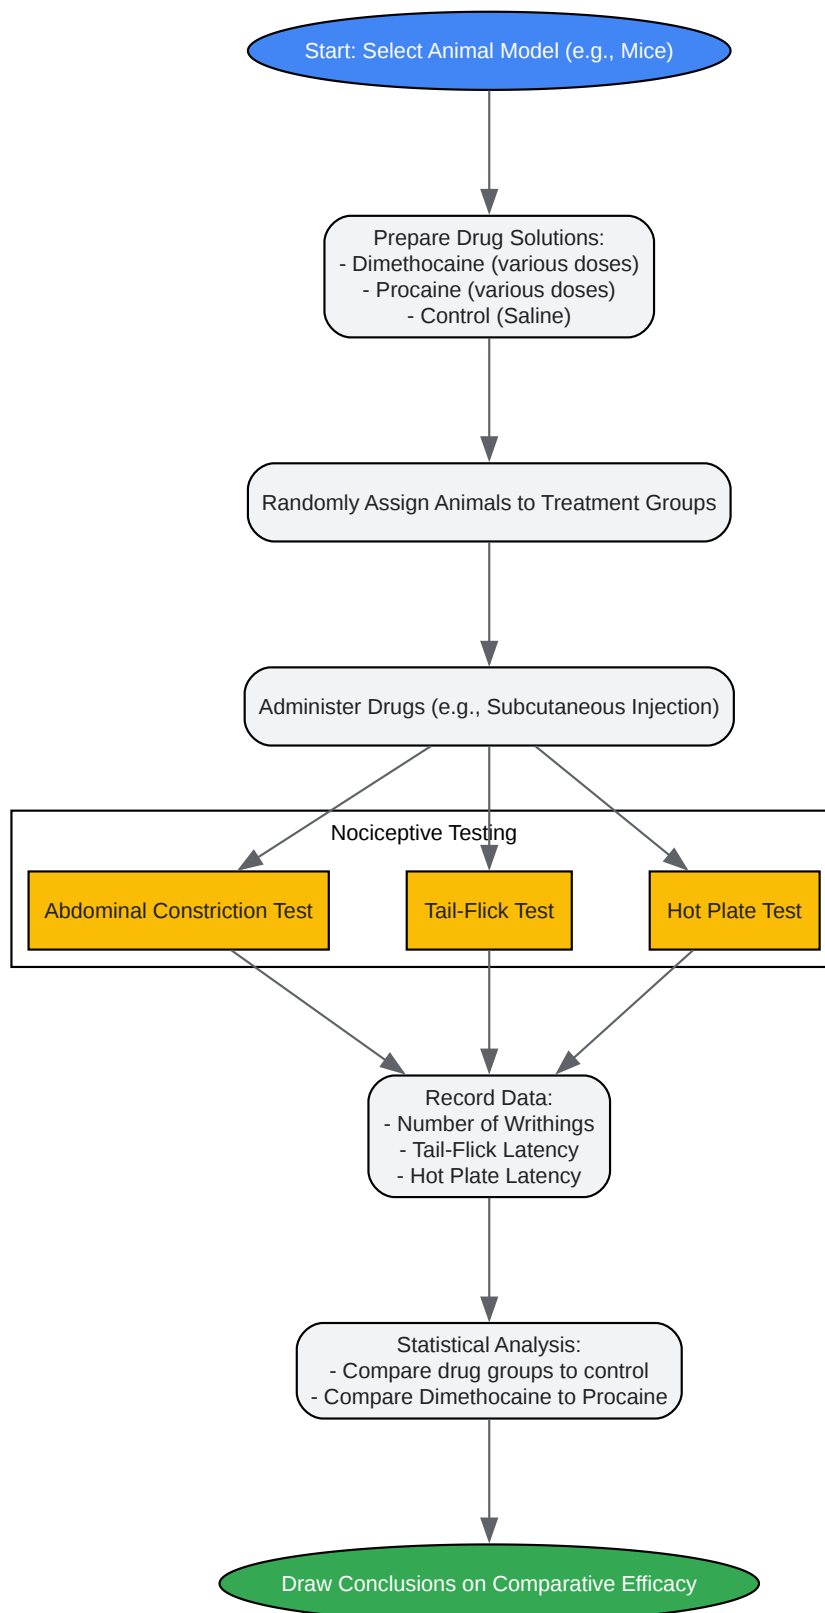 Start: Select Animal Model (e.g., Mice)
Prepare Drug Solutions:
- Dimethocaine (various doses)
- Procaine (various doses)
- Control (Saline)
Randomly Assign Animals to Treatment Groups
Administer Drugs (e.g., Subcutaneous Injection)
Nociceptive Testing
Abdominal Constriction Test
Tail-Flick Test
Hot Plate Test
Record Data:
- Number of Writhings
- Tail-Flick Latency
- Hot Plate Latency
Statistical Analysis:
- Compare drug groups to control
- Compare Dimethocaine to Procaine
Draw Conclusions on Comparative Efficacy